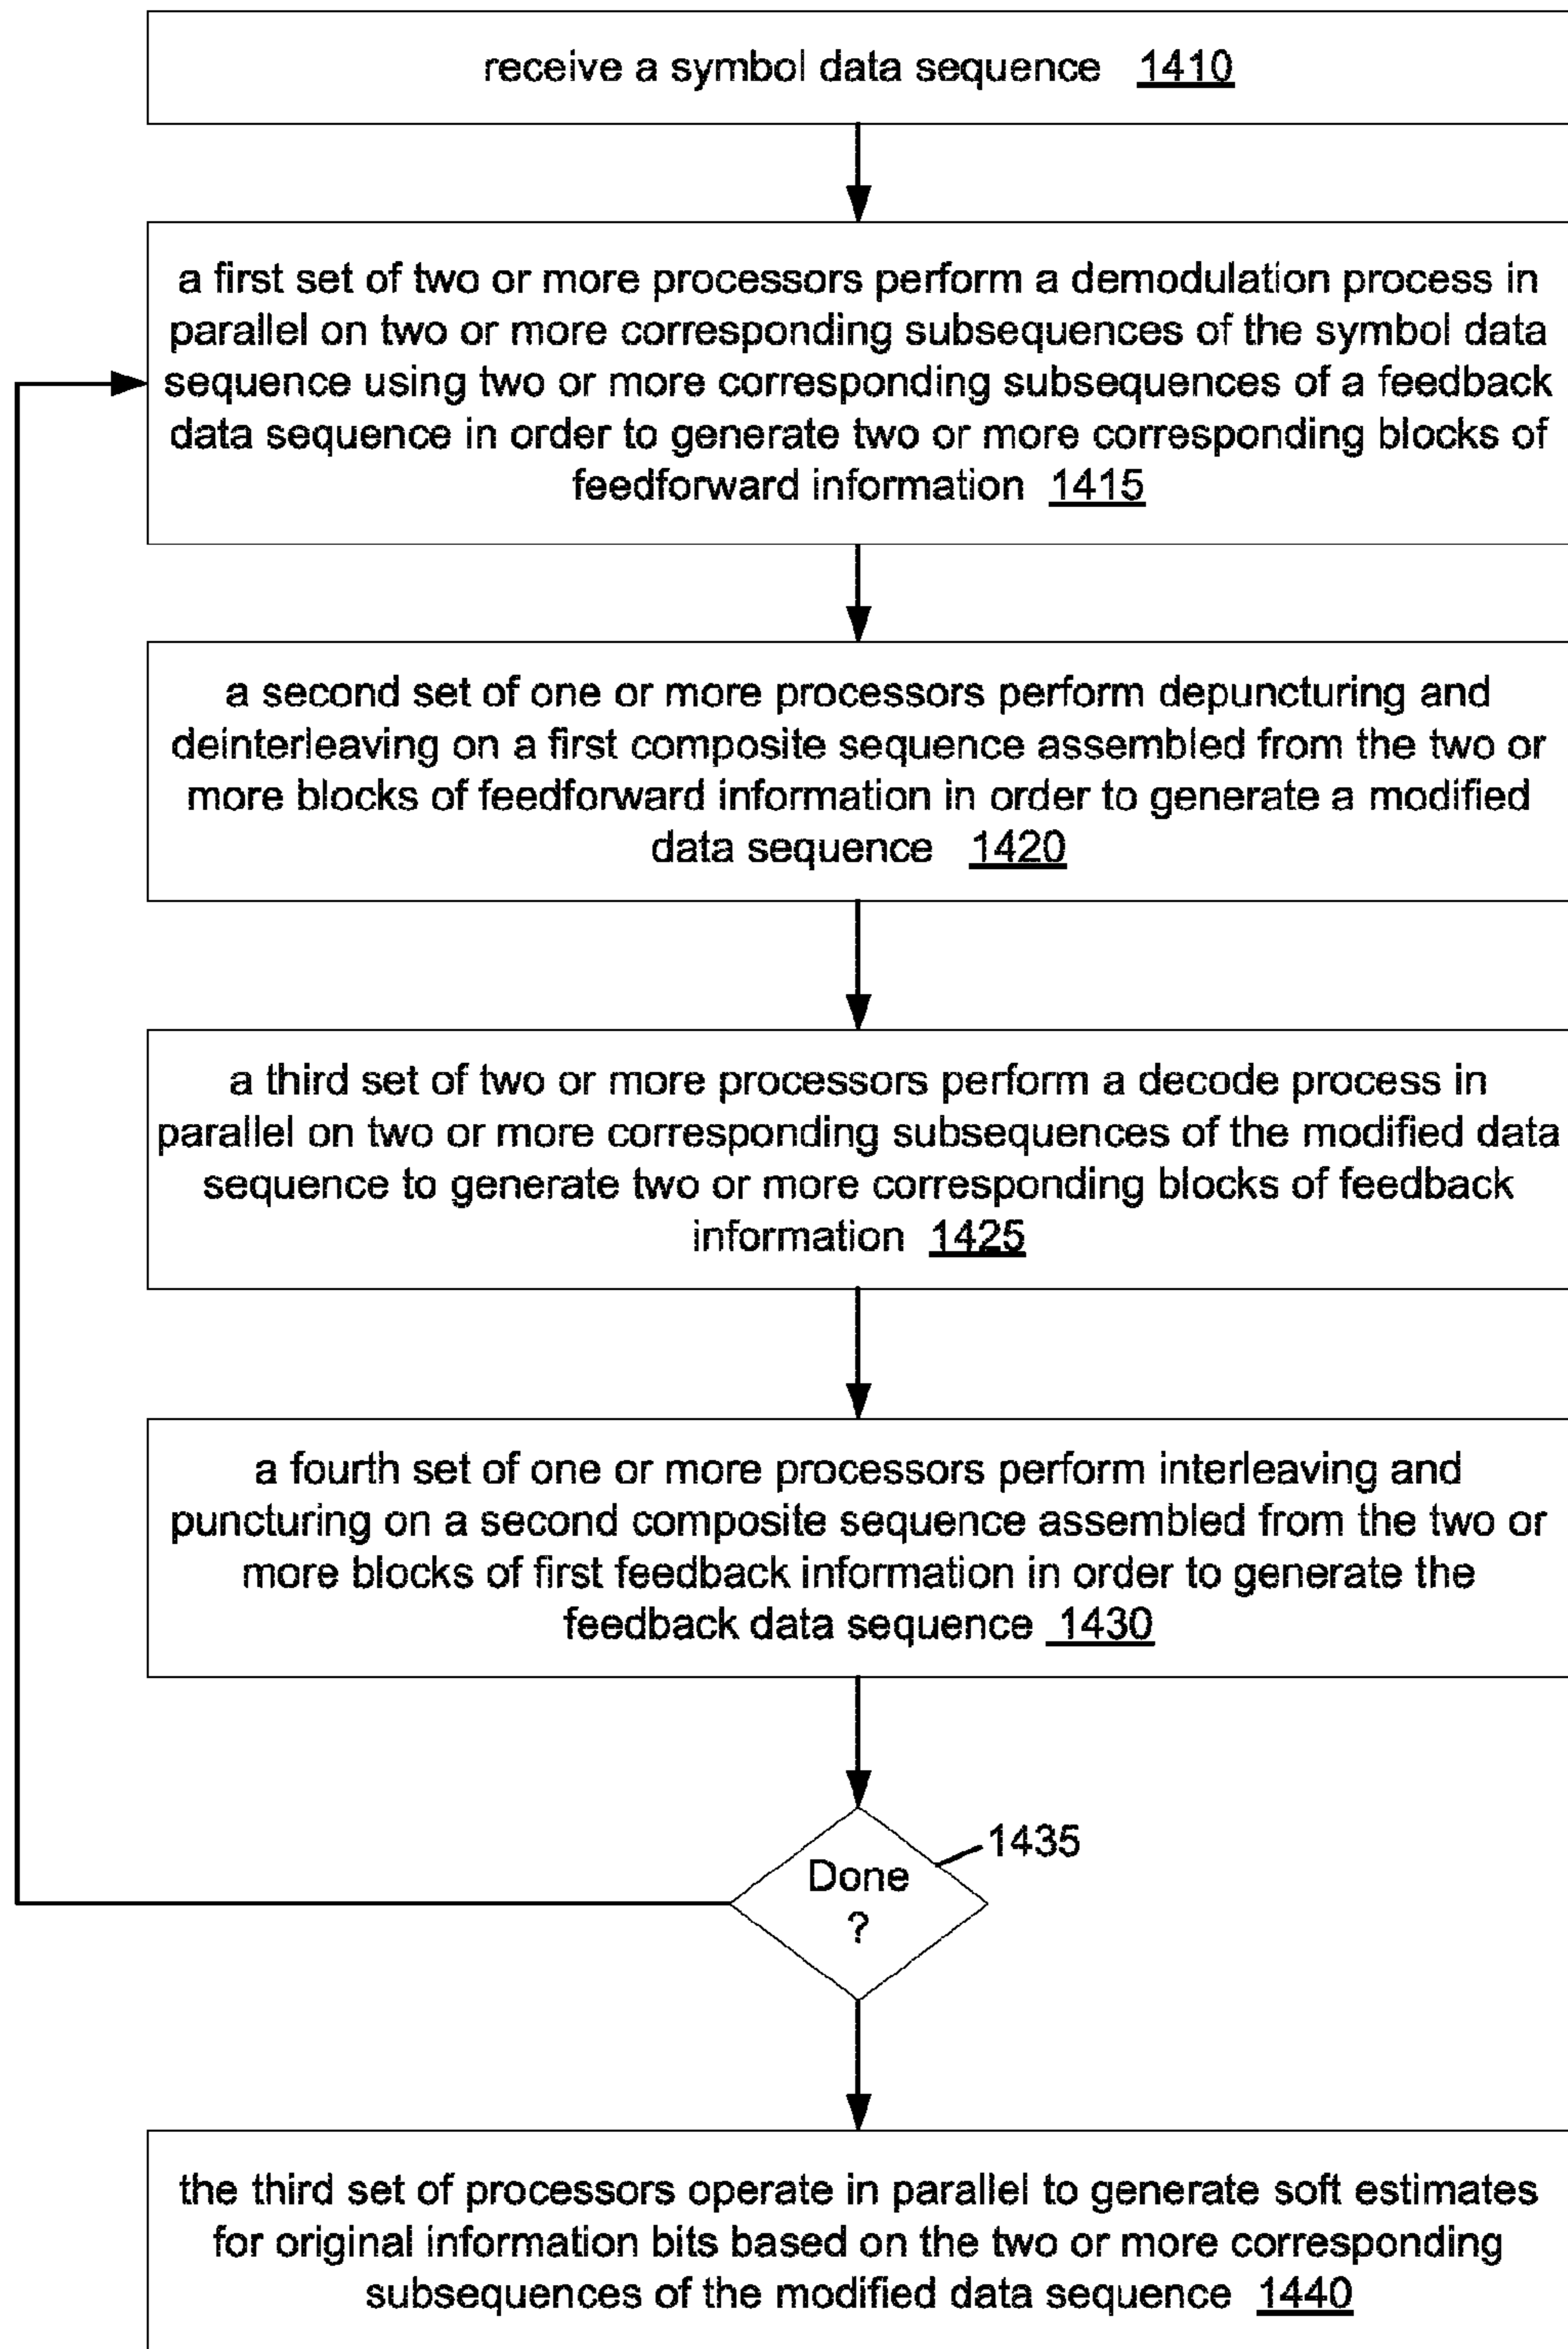 receive a symbol data sequence 1410
a first set of two or more processors perform a demodulation process in
parallel on two or more corresponding subsequences of the symbol data
sequence using two or more corresponding subsequences of a feedback
data sequence in order to generate two or more corresponding blocks of
feedforward information 1415
a second set of one or more processors perform depuncturing and
deinterleaving on a first composite sequence assembled from the two or
more blocks of feedforward information in order to generate a modified
data sequence 1420
a third set of two or more processors perform a decode process in
parallel on two or more corresponding subsequences of the modified data
sequence to generate two or more corresponding blocks of feedback
information 1425
a fourth set of one or more processors perform interleaving and
puncturing on a second composite sequence assembled from the two or
more blocks of first feedback information in order to generate the
feedback data sequence 1430
1435
Done
?
the third set of processors operate in parallel to generate soft estimates
for original information bits based on the two or more corresponding
subsequences of the modified data sequence 1440